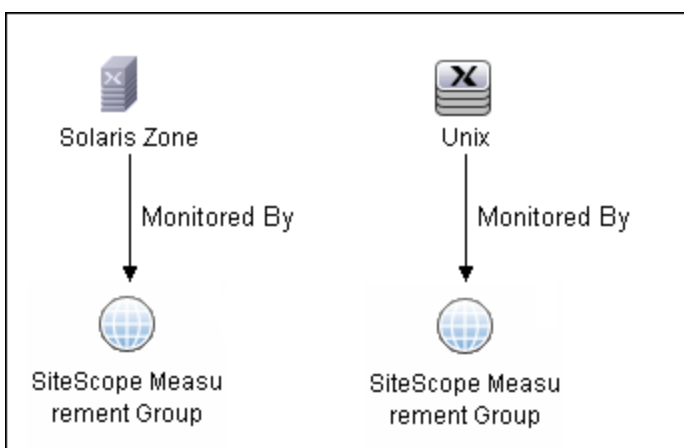 Solaris Zone
Unix
Monitored By
Monitored By
SiteScope Measu
rement Group
SiteScope Measu
rement Group